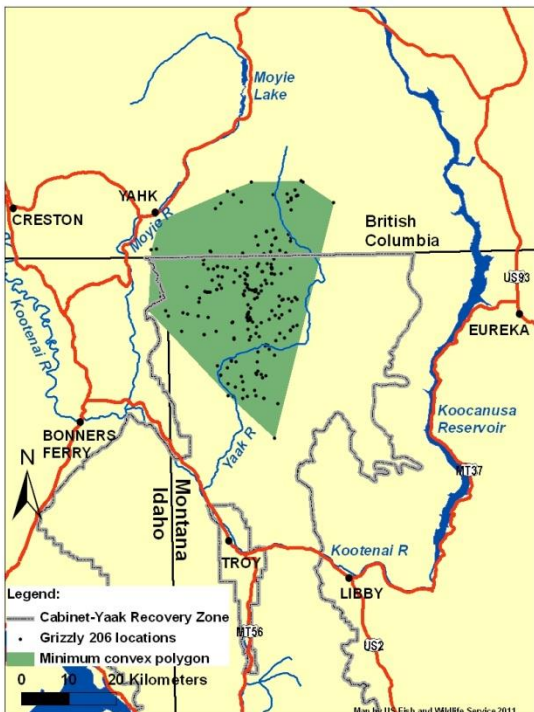 Moyie
Lake
YAHK
CRESTON
Moyie R
British
Columbia
US93
Kootenai R
EUREKA
Koocanusa
Reservoir
BONNERS
FERRY
Yaak R
N
MT37
Montana
Idaho
Kootenai R
TROY
LIBBY
Legend:
Cabinet-Yaak Recovery Zone
Grizzly 206 locations
Minimum convex polygon
MT56
US2
0 10 20 Kilometers
Map by US Fish and Wildlife Service 2011